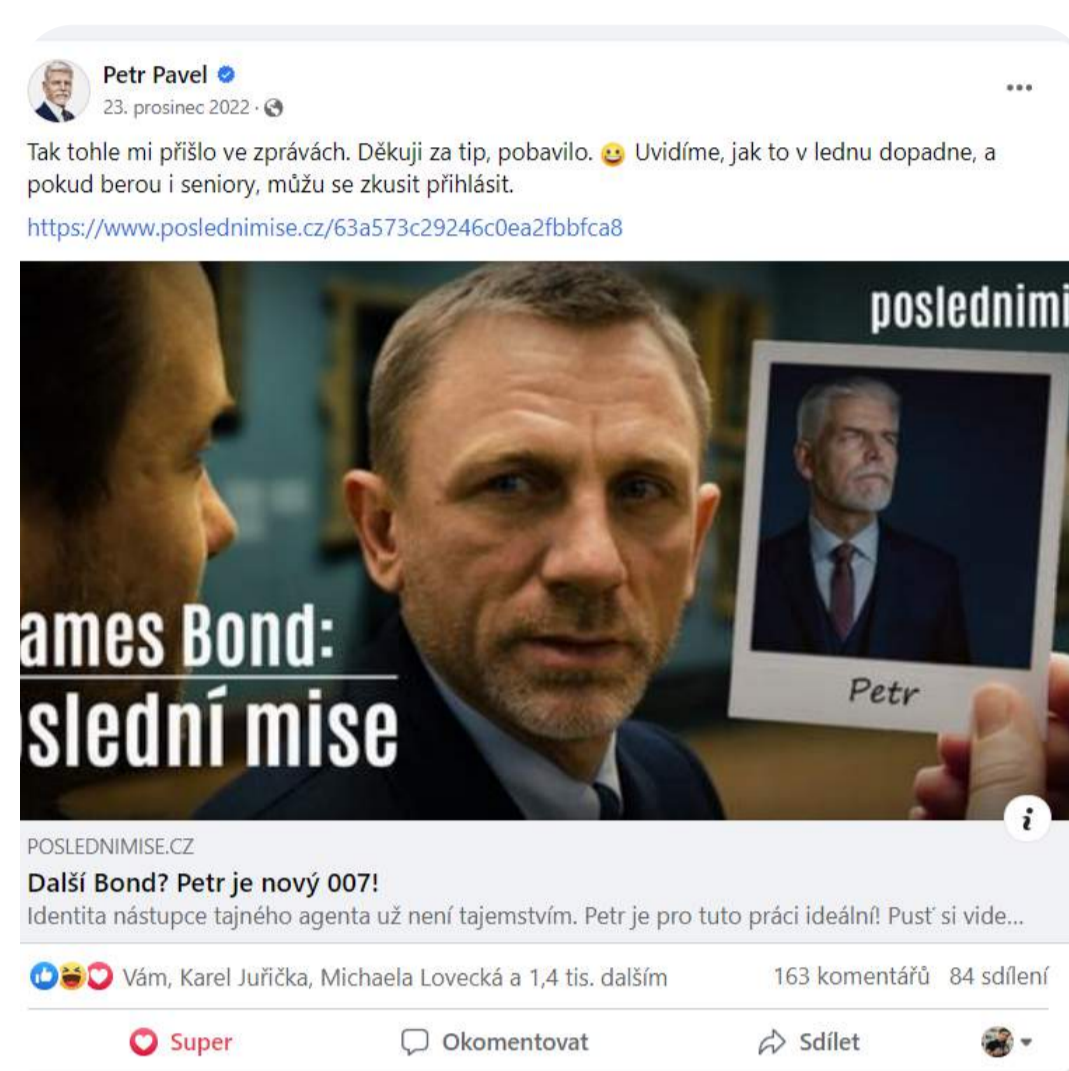 Petr Pavel
23. prosinec 2022 ·
Tak tohle mi přišlo ve zprávách. Děkuji za tip, pobavilo. 😀 Uvidíme, jak to v lednu dopadne, a
pokud berou i seniory, můžu se zkusit přihlásit.
https://www.poslednimise.cz/63a573c29246c0ea2fbbfca8
poslednimi
ames Bond:
slední mise
Petr
POSLEDNIMISE.CZ
Další Bond? Petr je nový 007!
Identita nástupce tajného agenta už není tajemstvím. Petr je pro tuto práci ideální! Pusť si vide...
Vám, Karel Juřička, Michaela Lovecká a 1,4 tis. dalším
163 komentářů 84 sdílení
Super Okomentovat Sdílet